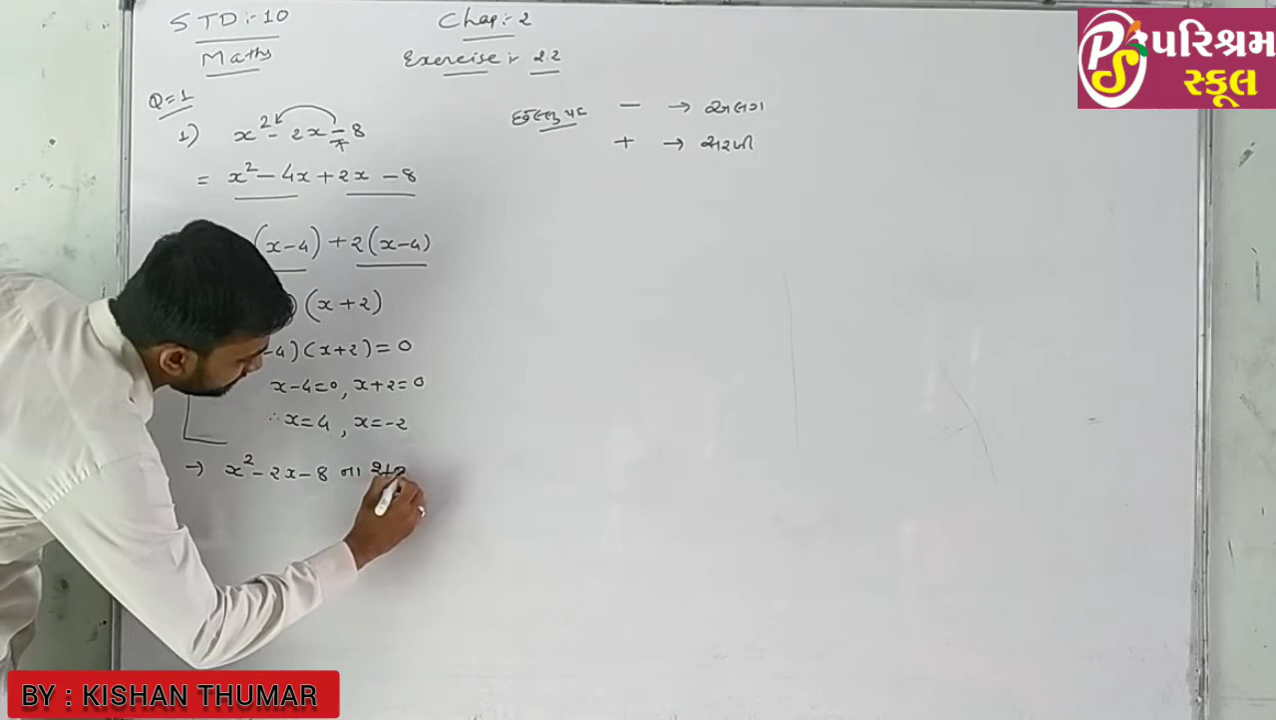 STD:- 10
Chap:- 2
Maths
Exercise:- 2.2
Q=1
1) x² - 2x - 8
= x² - 4x + 2x - 8
(x-4) + 2(x-4)
) (x+2)
-4) (x+2) = 0
x-4=0, x+2=0
∴ x=4, x=-2
→ x² - 2x - 8 ના
છેલ્લુ પદ - → અલગ
+ → સરખી
PS પરિશ્રમ
સ્કૂલ
BY : KISHAN THUMAR